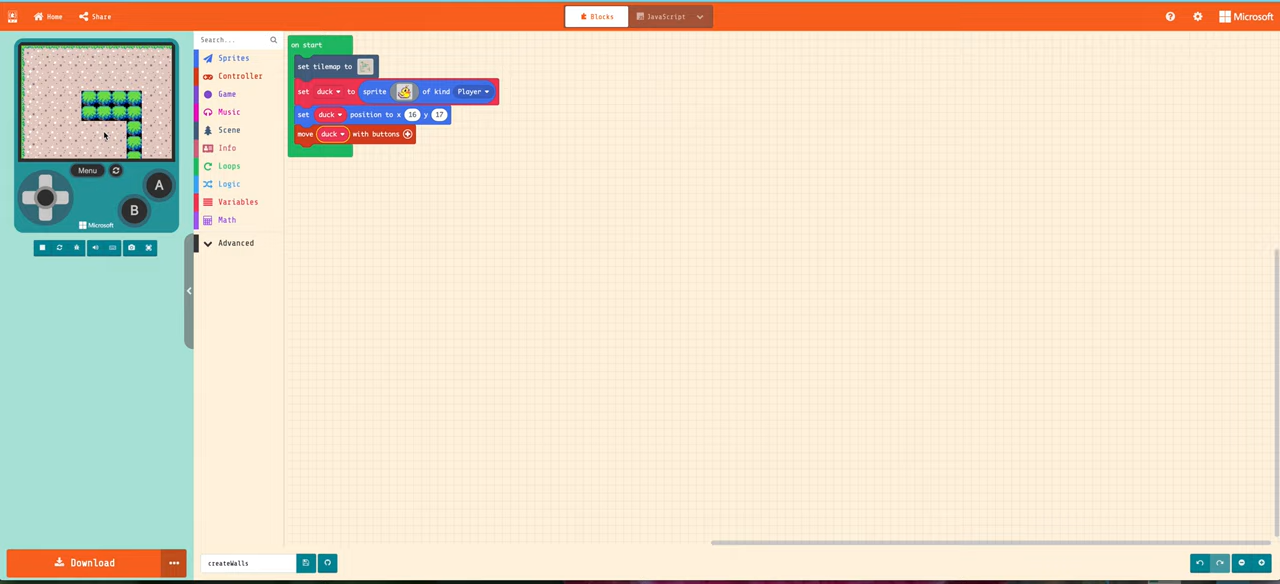 Home
Share
Blocks
JavaScript
Microsoft
Search...
Sprites
Controller
Game
Music
Scene
Info
Loops
Logic
Variables
Math
Advanced
on start
set tilemap to
set duck to sprite of kind Player
set duck position to x 16 y 17
move duck with buttons
Menu
A
B
Microsoft
Download
createWalls